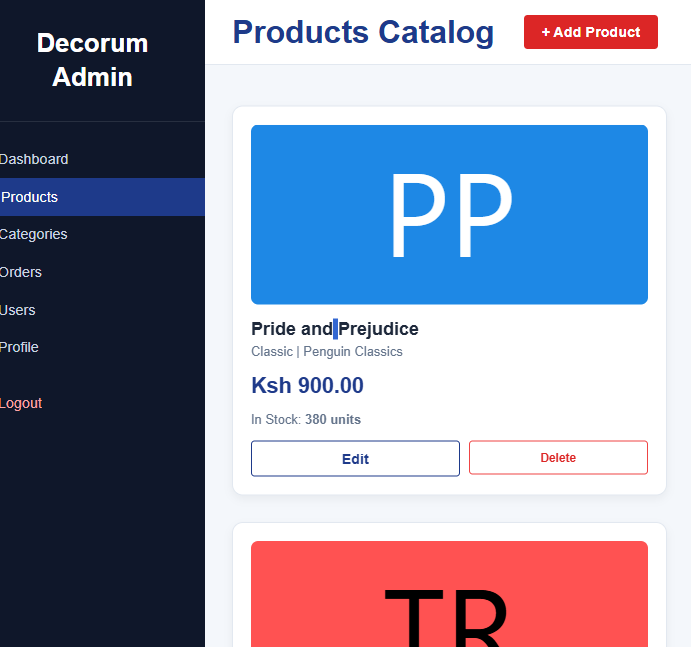 Decorum
Admin
Dashboard
Products
Categories
Orders
Users
Profile
Logout
Products Catalog
+ Add Product
PP
Pride and Prejudice
Classic | Penguin Classics
Ksh 900.00
In Stock: 380 units
Edit
Delete
TR